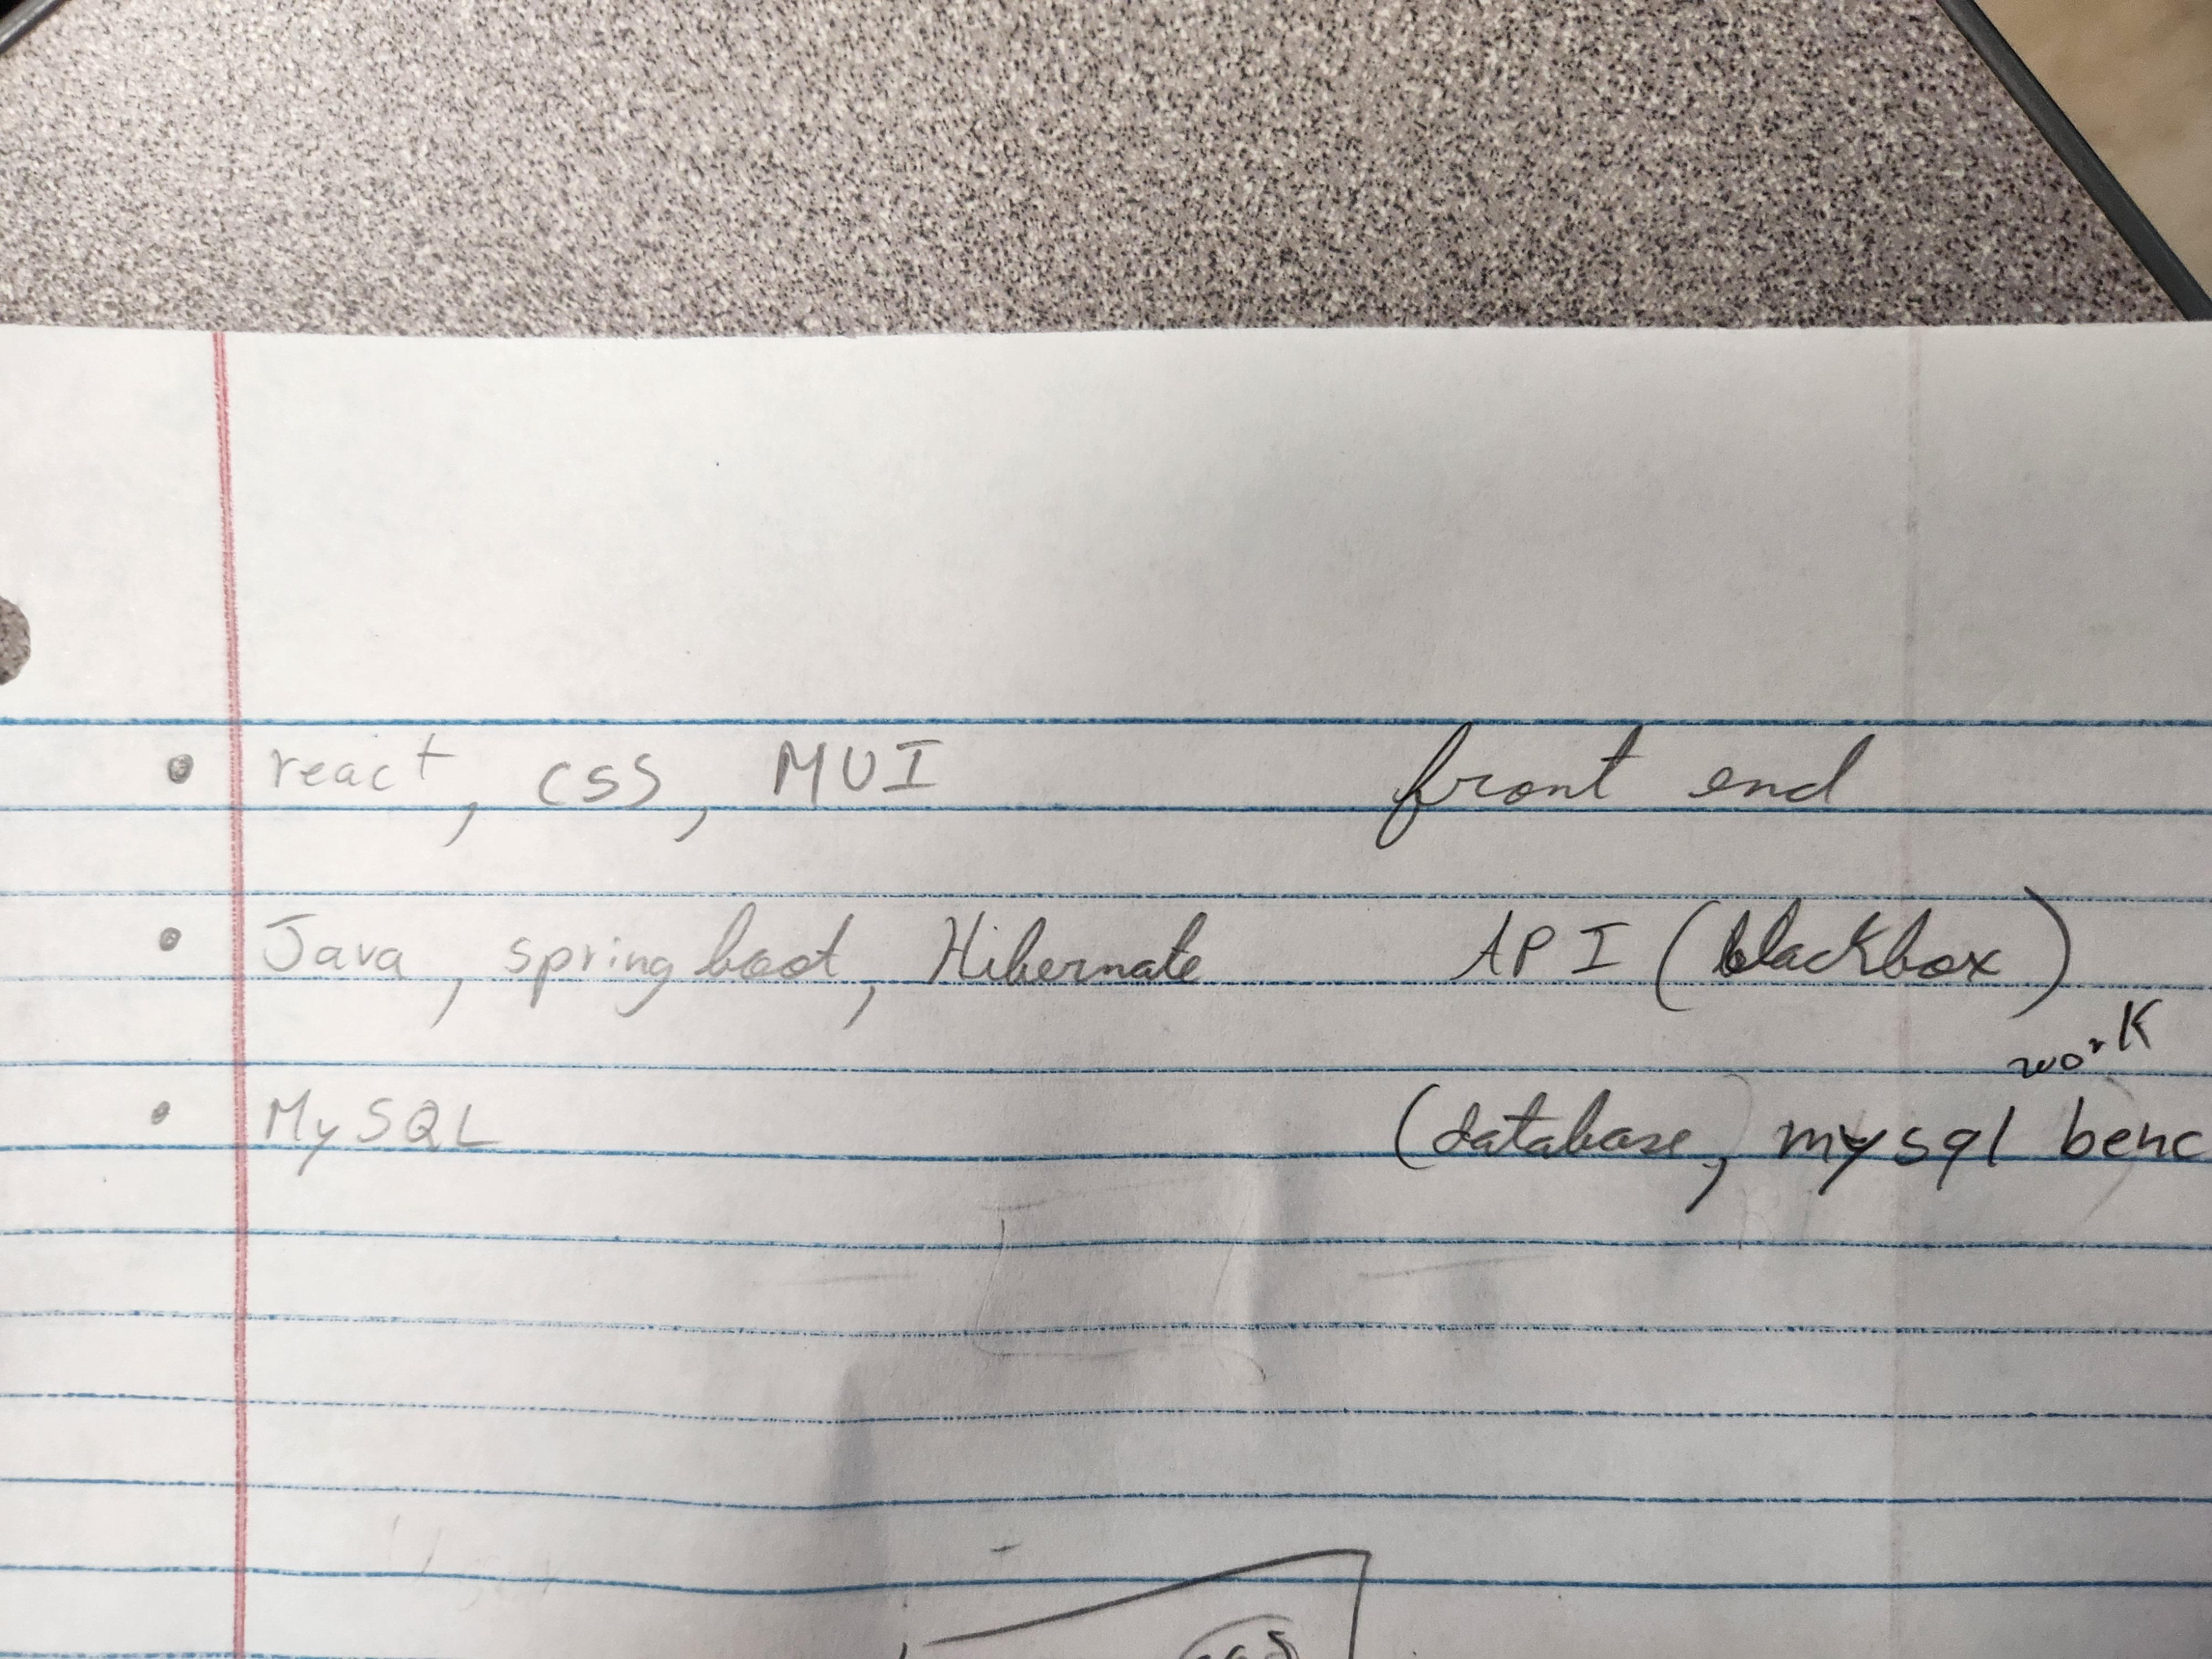 • react, css, MUI front end
• Java, spring boot, Hibernate API (blackbox)
work
• MySQL (database, mysql benc